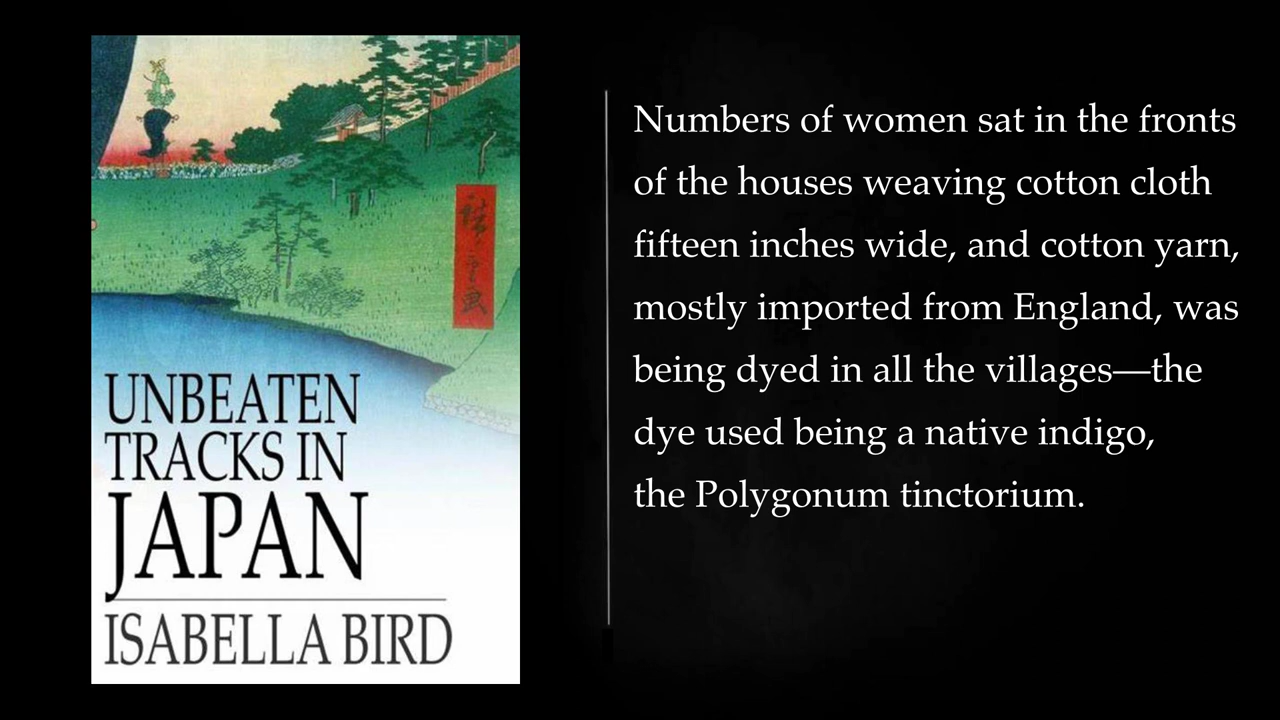 UNBEATEN
TRACKS IN
JAPAN
ISABELLA BIRD
Numbers of women sat in the fronts
of the houses weaving cotton cloth
fifteen inches wide, and cotton yarn,
mostly imported from England, was
being dyed in all the villages—the
dye used being a native indigo,
the Polygonum tinctorium.